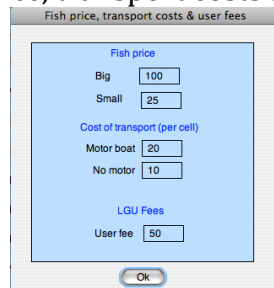 Fish price, transport costs & user fees
Fish price
Big 100
Small 25
Cost of transport (per cell)
Motor boat 20
No motor 10
LGU Fees
User fee 50
Ok